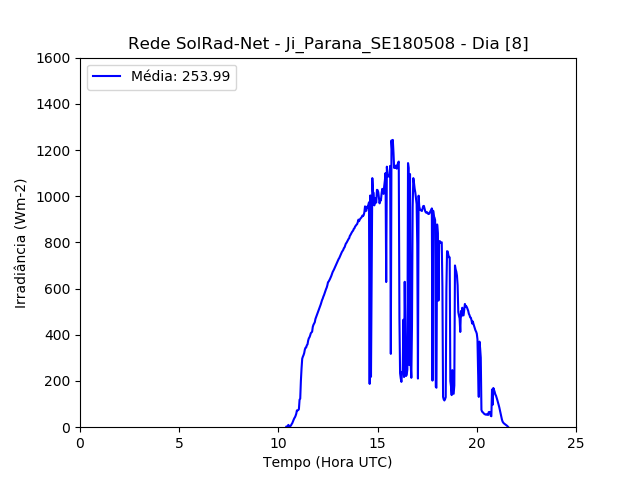 Rede SolRad-Net - Ji_Parana_SE180508 - Dia [8]
Média: 253.99
Irradiância (Wm-2)
1600
1400
1200
1000
800
600
400
200
0
0 5 10 15 20 25
Tempo (Hora UTC)